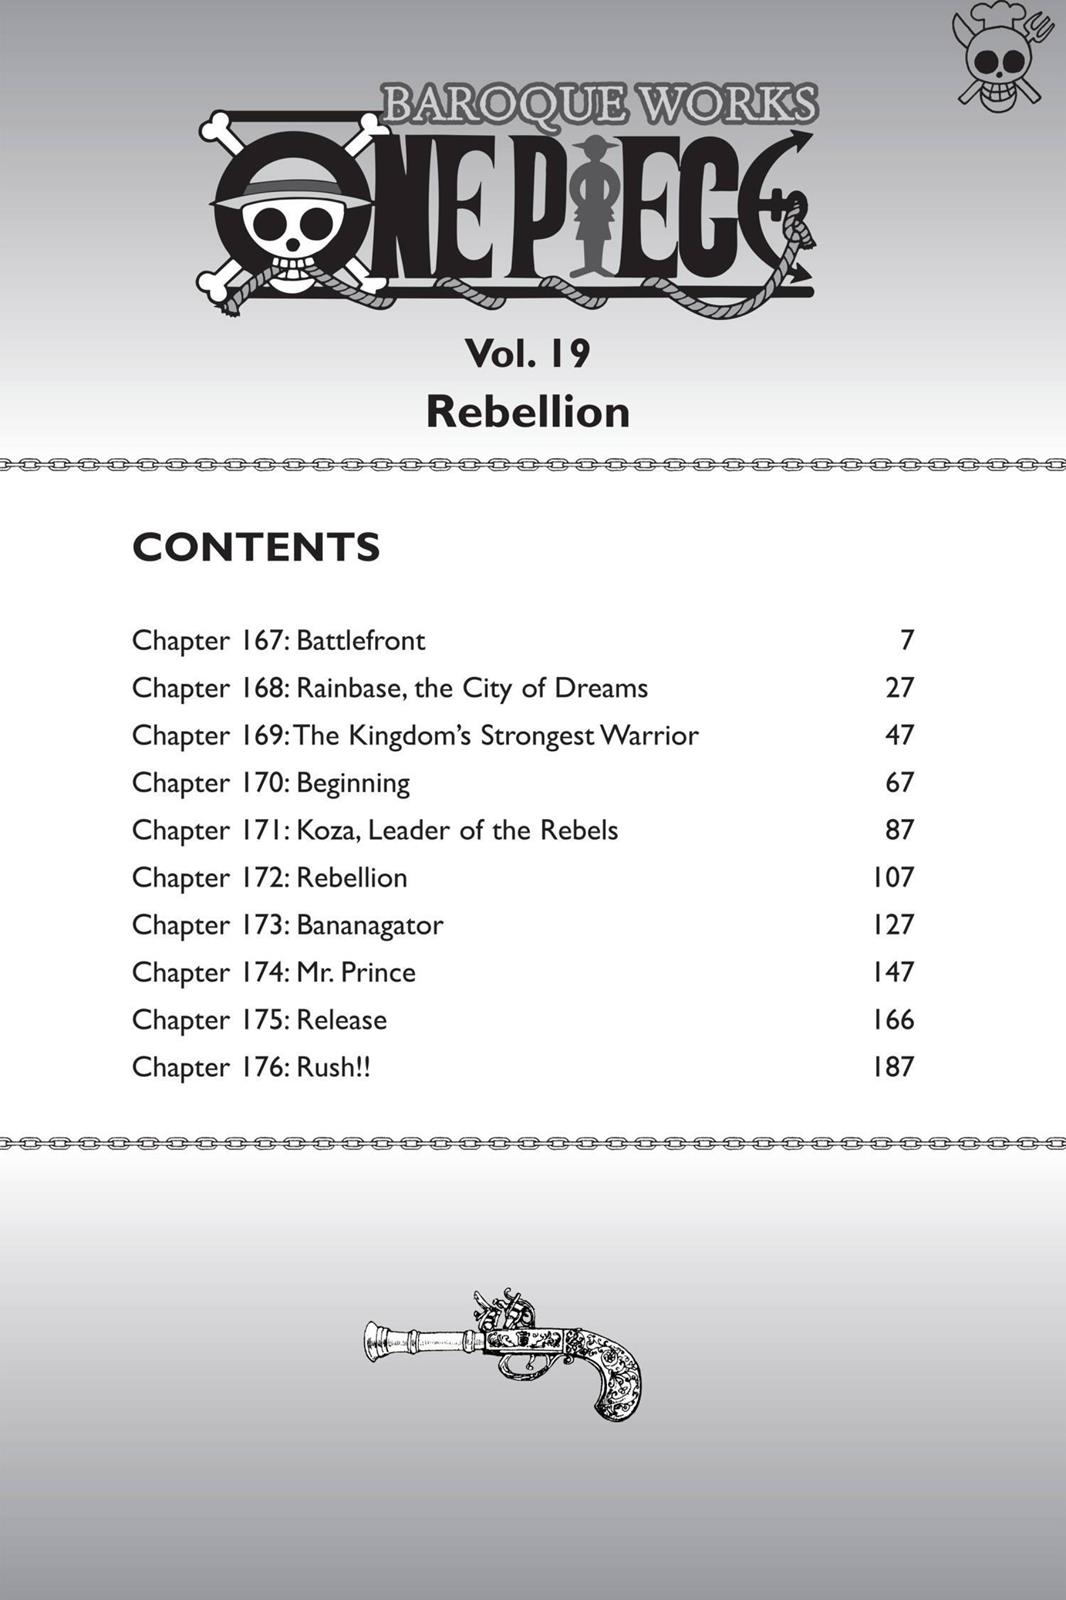 BAROQUE WORKS
ONE PIECE
Vol. 19
Rebellion
CONTENTS
Chapter 167: Battlefront 7
Chapter 168: Rainbase, the City of Dreams 27
Chapter 169: The Kingdom's Strongest Warrior 47
Chapter 170: Beginning 67
Chapter 171: Koza, Leader of the Rebels 87
Chapter 172: Rebellion 107
Chapter 173: Bananagator 127
Chapter 174: Mr. Prince 147
Chapter 175: Release 166
Chapter 176: Rush!! 187